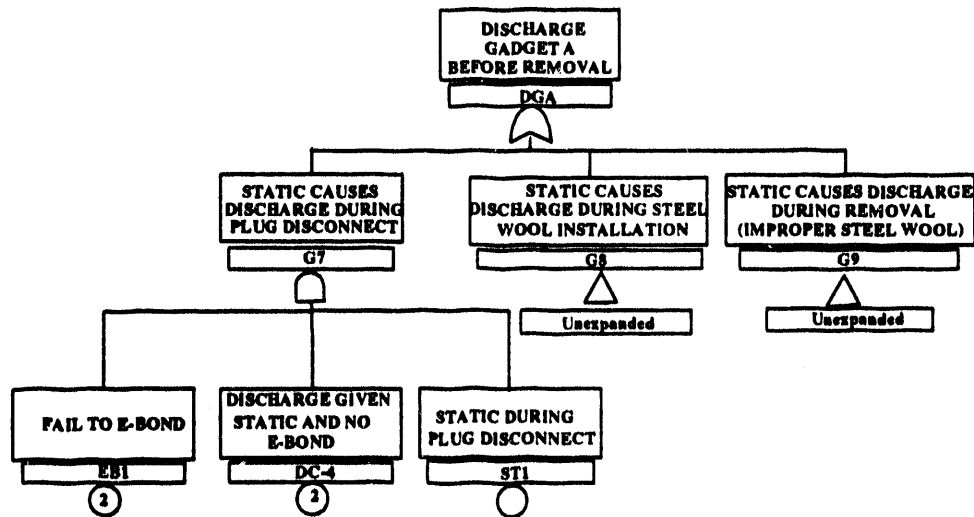 DISCHARGE
GADGET A
BEFORE REMOVAL
DGA
STATIC CAUSES
DISCHARGE DURING
PLUG DISCONNECT
G7
STATIC CAUSES
DISCHARGE DURING STEEL
WOOL INSTALLATION
G8
STATIC CAUSES DISCHARGE
DURING REMOVAL
(IMPROPER STEEL WOOL)
G9
Unexpanded
Unexpanded
FAIL TO E-BOND
EB1
2
DISCHARGE GIVEN
STATIC AND NO
E-BOND
DC-4
2
STATIC DURING
PLUG DISCONNECT
ST1